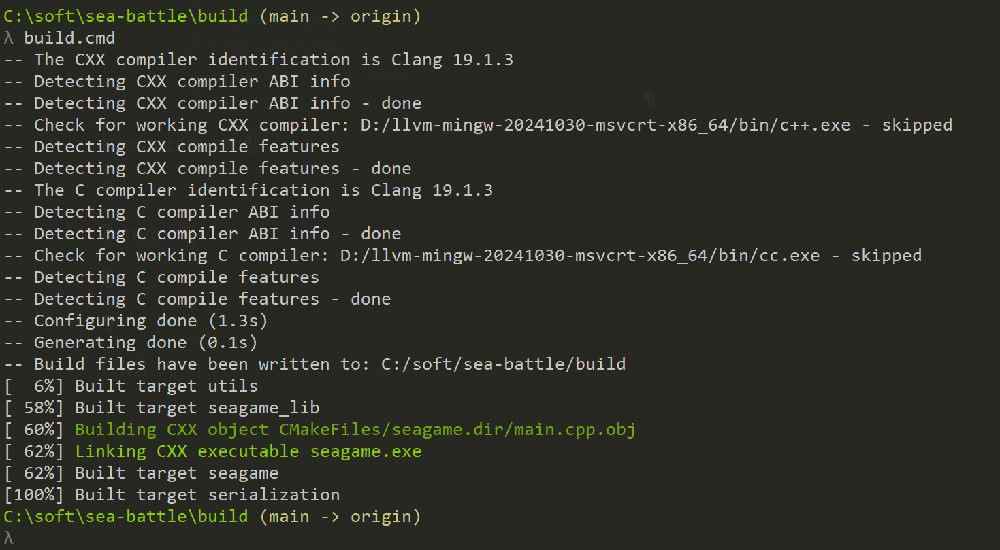 C:\soft\sea-battle\build (main -> origin)
λ build.cmd
-- The CXX compiler identification is Clang 19.1.3
-- Detecting CXX compiler ABI info
-- Detecting CXX compiler ABI info - done
-- Check for working CXX compiler: D:/llvm-mingw-20241030-msvcrt-x86_64/bin/c++.exe - skipped
-- Detecting CXX compile features
-- Detecting CXX compile features - done
-- The C compiler identification is Clang 19.1.3
-- Detecting C compiler ABI info
-- Detecting C compiler ABI info - done
-- Check for working C compiler: D:/llvm-mingw-20241030-msvcrt-x86_64/bin/cc.exe - skipped
-- Detecting C compile features
-- Detecting C compile features - done
-- Configuring done (1.3s)
-- Generating done (0.1s)
-- Build files have been written to: C:/soft/sea-battle/build
[  6%] Built target utils
[ 58%] Built target seagame_lib
[ 60%] Building CXX object CMakeFiles/seagame.dir/main.cpp.obj
[ 62%] Linking CXX executable seagame.exe
[ 62%] Built target seagame
[100%] Built target serialization
C:\soft\sea-battle\build (main -> origin)
λ